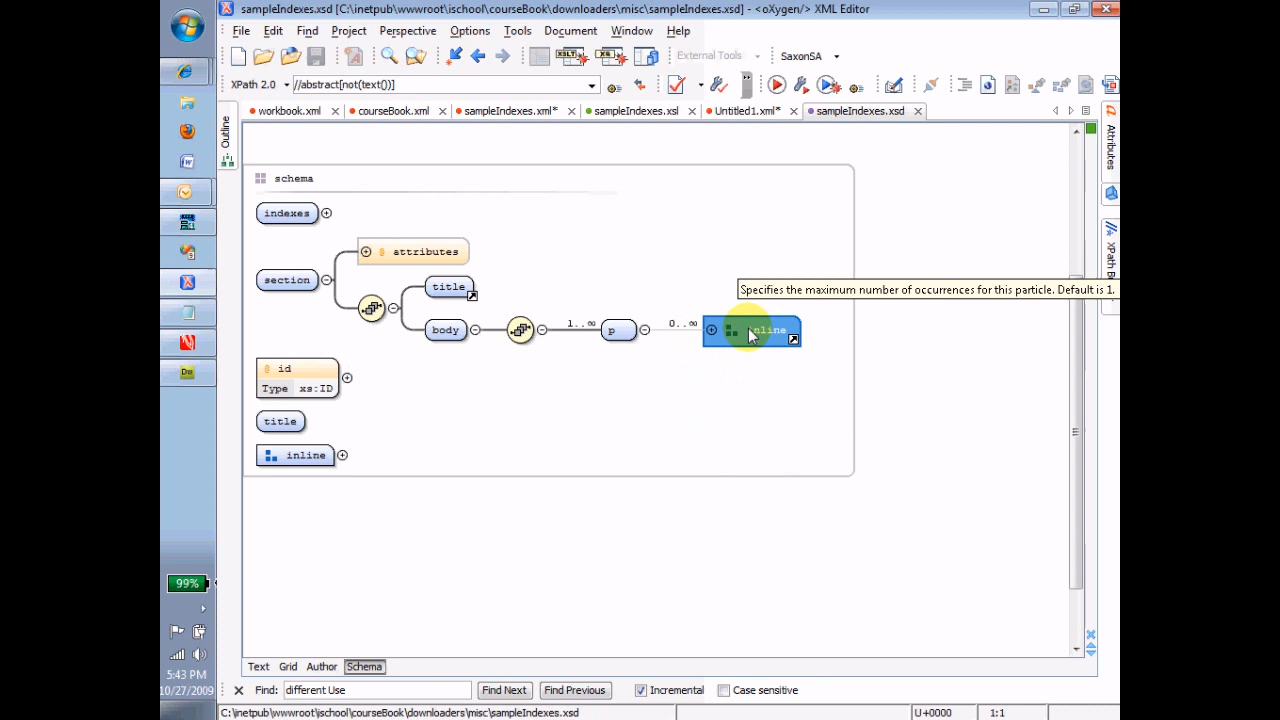 sampleIndexes.xsd [C:\inetpub\wwwroot\ischool\courseBook\downloaders\misc\sampleIndexes.xsd] - <oXygen/> XML Editor
File Edit Find Project Perspective Options Tools Document Window Help
External Tools SaxonSA
XPath 2.0 //abstract[not(text())]
workbook.xml courseBook.xml sampleIndexes.xml* sampleIndexes.xsl Untitled1.xml* sampleIndexes.xsd
Outline
Attributes
schema
indexes
@ attributes
section
title
Specifies the maximum number of occurrences for this particle. Default is 1.
body 1..∞ p 0..∞ inline
XPath B
@ id
Type xs:ID
title
inline
99%
5:43 PM
10/27/2009
Text Grid Author Schema
Find: different Use Find Next Find Previous Incremental Case sensitive
C:\inetpub\wwwroot\ischool\courseBook\downloaders\misc\sampleIndexes.xsd U+0000 1:1